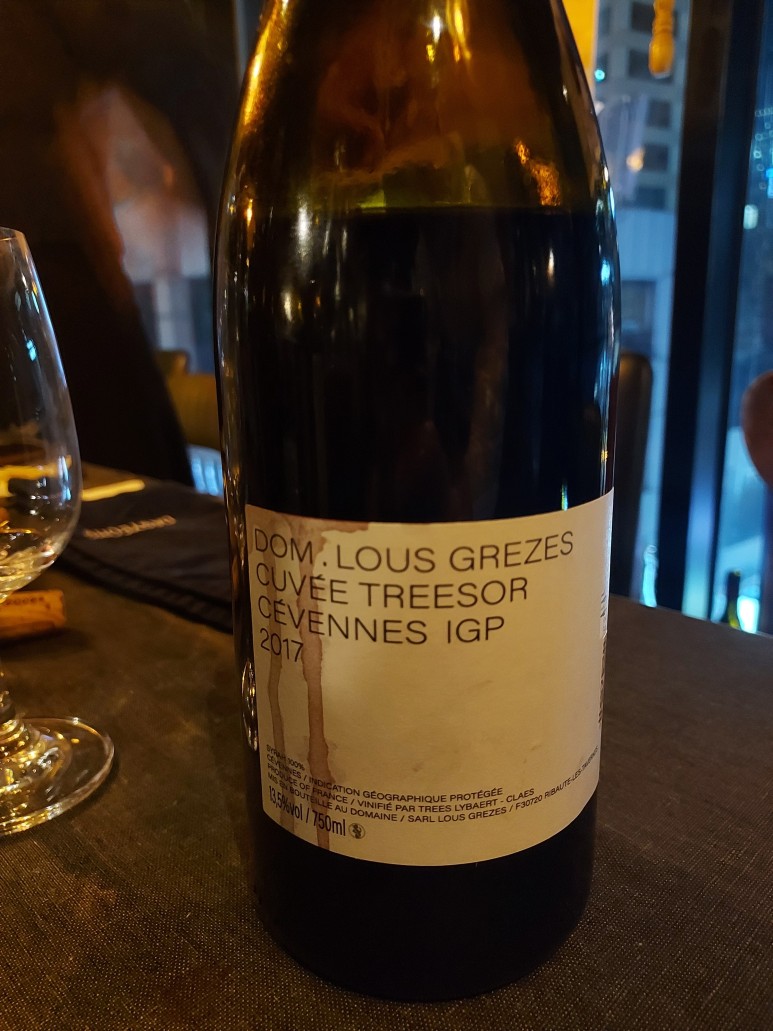 DOM. LOUS GREZES
CUVÉE TREESOR
CÉVENNES IGP
2017
SYRAH 100%
CÉVENNES / INDICATION GÉOGRAPHIQUE PROTÉGÉE
PRODUCE OF FRANCE / VINIFIÉ PAR TREES LYBAERT - CLAES
MIS EN BOUTEILLE AU DOMAINE / SARL LOUS GREZES / F30720 RIBAUTE-LES-TAVERNES
13,5%vol / 750ml